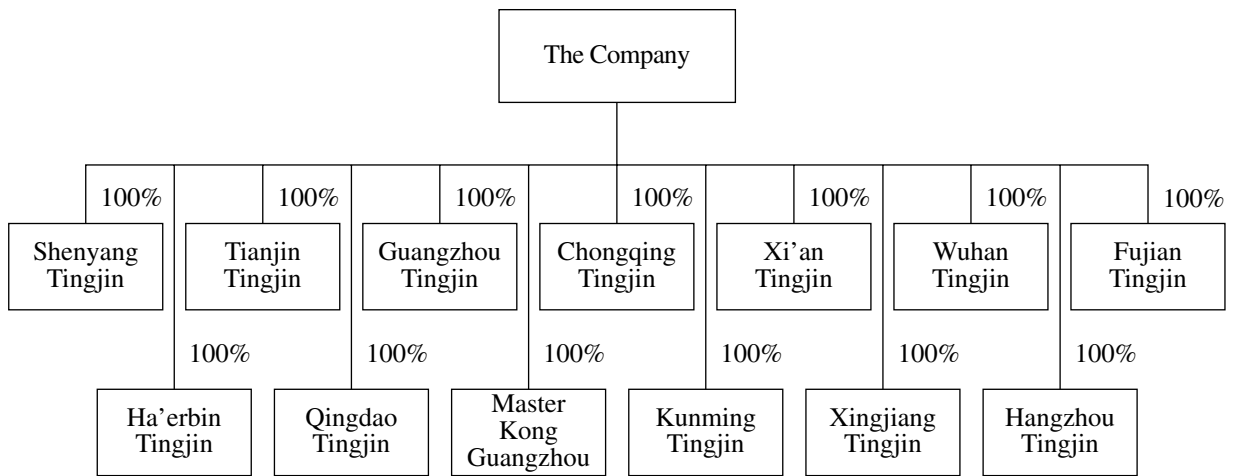 The Company
100%
100%
100%
100%
100%
100%
100%
Shenyang
Tingjin
Tianjin
Tingjin
Guangzhou
Tingjin
Chongqing
Tingjin
Xi’an
Tingjin
Wuhan
Tingjin
Fujian
Tingjin
100%
100%
100%
100%
100%
100%
Ha’erbin
Tingjin
Qingdao
Tingjin
Master
Kong
Guangzhou
Kunming
Tingjin
Xingjiang
Tingjin
Hangzhou
Tingjin